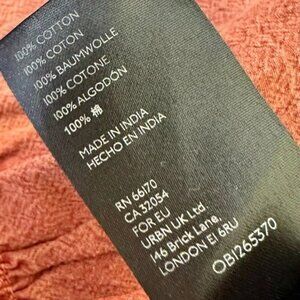 100% COTTON
100% COTON
100% BAUMWOLLE
100% COTONE
100% ALGODÓN
100% 棉
MADE IN INDIA
HECHO EN INDIA
RN 66170
CA 32054
FOR EU
URBN UK Ltd.
146 Brick Lane,
LONDON E1 6RU
OB1265370